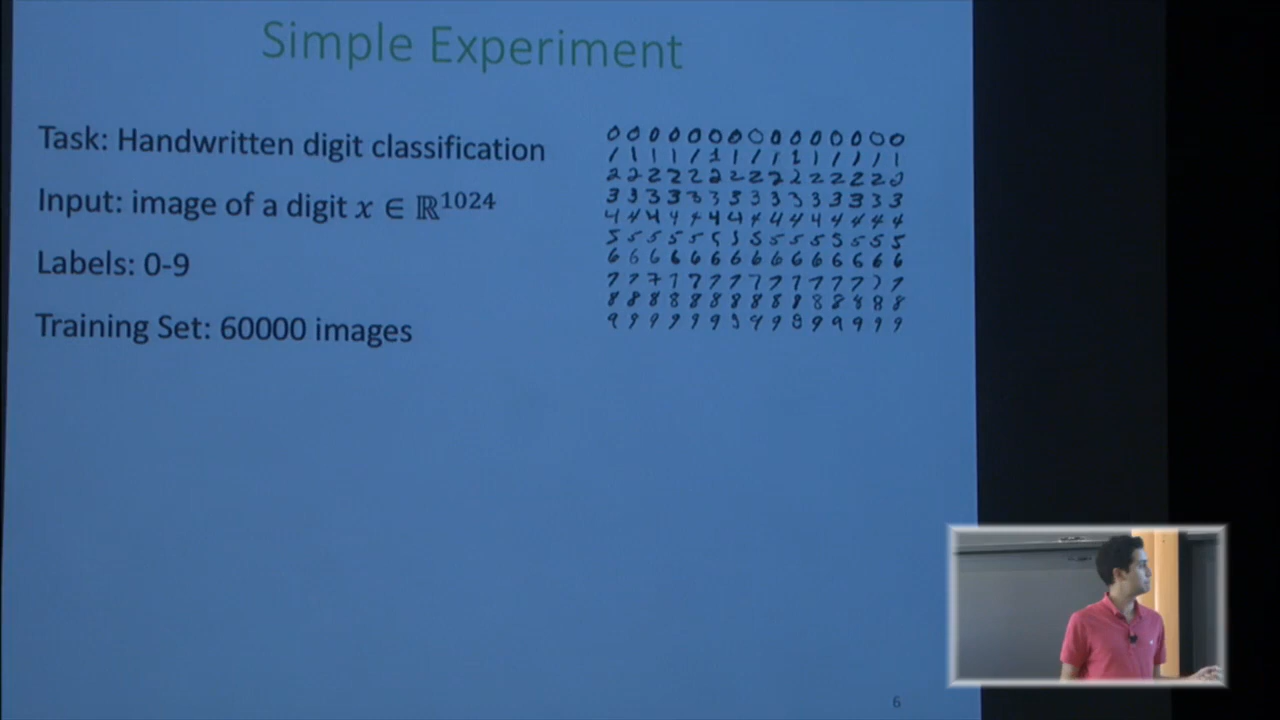 Simple Experiment
Task: Handwritten digit classification
Input: image of a digit x ∈ ℝ¹⁰²⁴
Labels: 0-9
Training Set: 60000 images
0 0 0 0 0 0 0 0 0 0 0 0 0 0 0
1 1 1 1 1 1 1 1 1 1 1 1 1 1 1
2 2 2 2 2 2 2 2 2 2 2 2 2 2 2
3 3 3 3 3 3 3 3 3 3 3 3 3 3 3
4 4 4 4 4 4 4 4 4 4 4 4 4 4 4
5 5 5 5 5 5 5 5 5 5 5 5 5 5 5
6 6 6 6 6 6 6 6 6 6 6 6 6 6 6
7 7 7 7 7 7 7 7 7 7 7 7 7 7 7
8 8 8 8 8 8 8 8 8 8 8 8 8 8 8
9 9 9 9 9 9 9 9 9 9 9 9 9 9 9
6